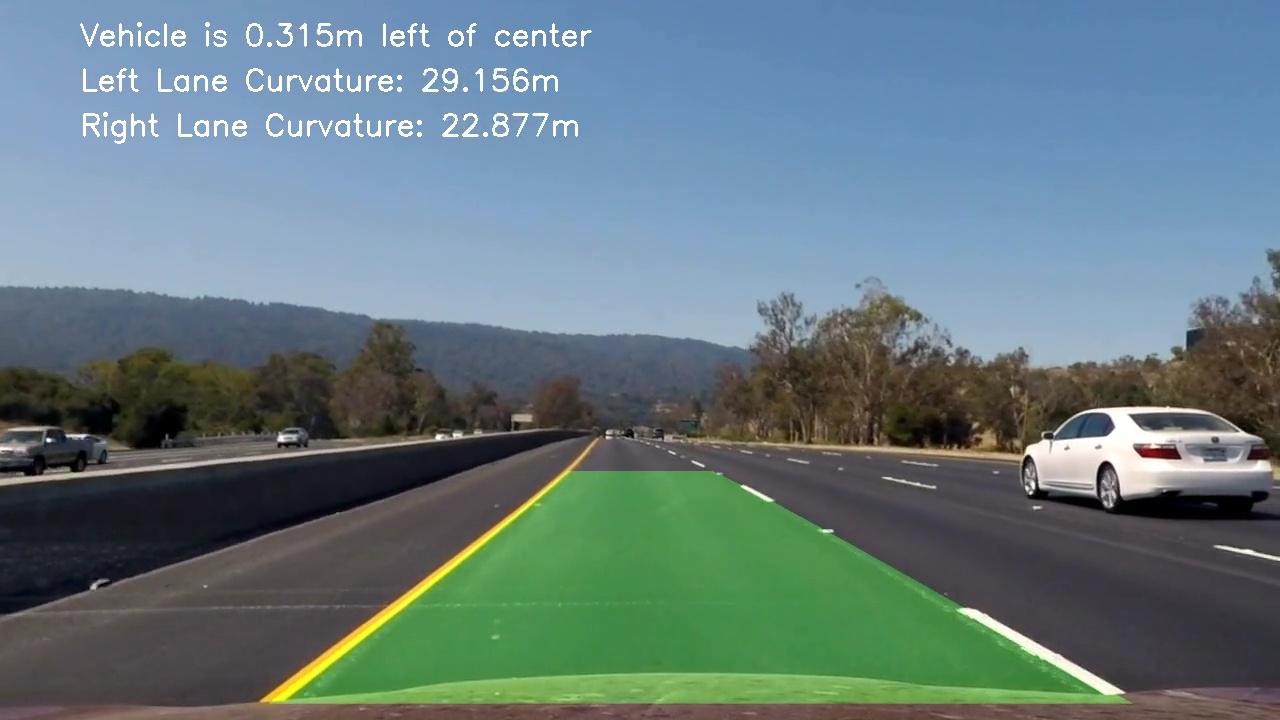 Vehicle is 0.315m left of center
Left Lane Curvature: 29.156m
Right Lane Curvature: 22.877m